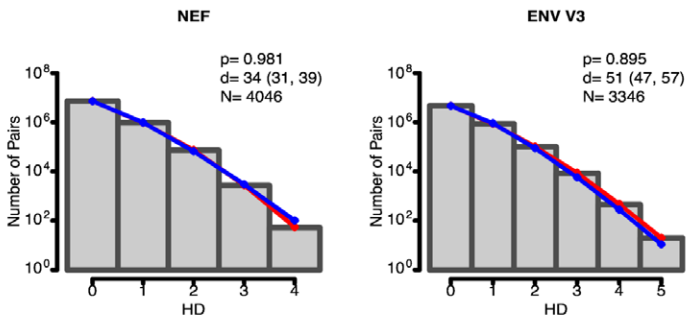 NEF
p= 0.981
d= 34 (31, 39)
N= 4046
Number of Pairs
10^8
10^6
10^4
10^2
10^0
0 1 2 3 4
HD
ENV V3
p= 0.895
d= 51 (47, 57)
N= 3346
Number of Pairs
10^8
10^6
10^4
10^2
10^0
0 1 2 3 4 5
HD